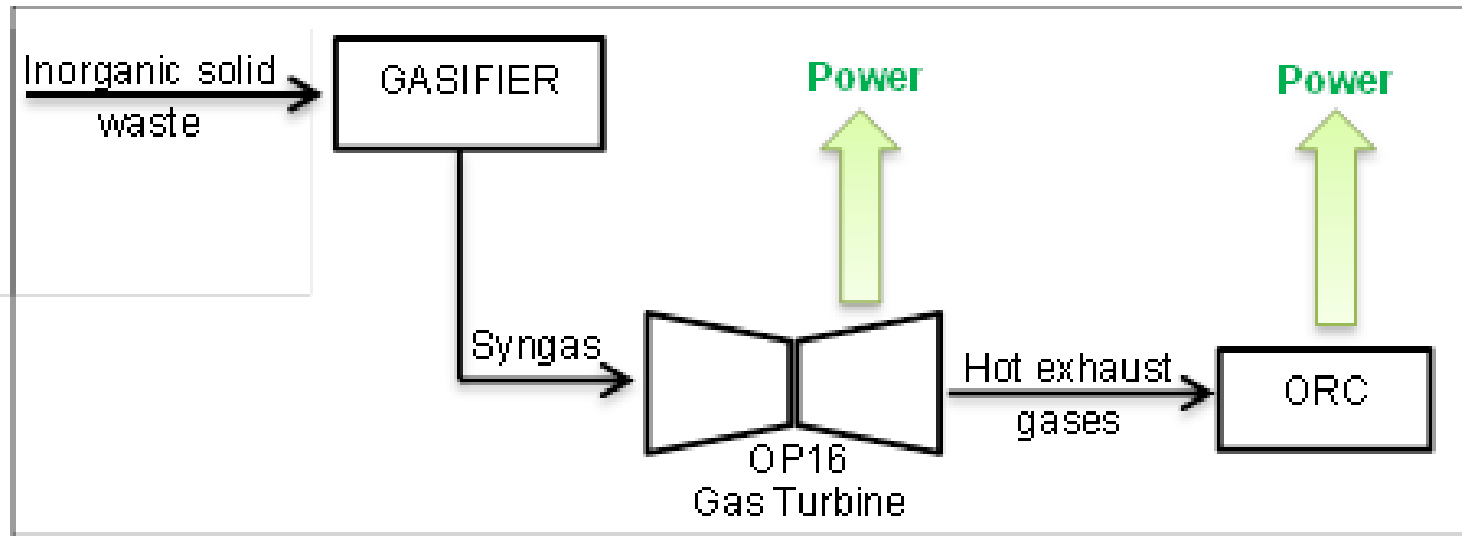 Inorganic solid
waste
GASIFIER
Power
Power
Syngas
Hot exhaust
gases
ORC
OP16
Gas Turbine